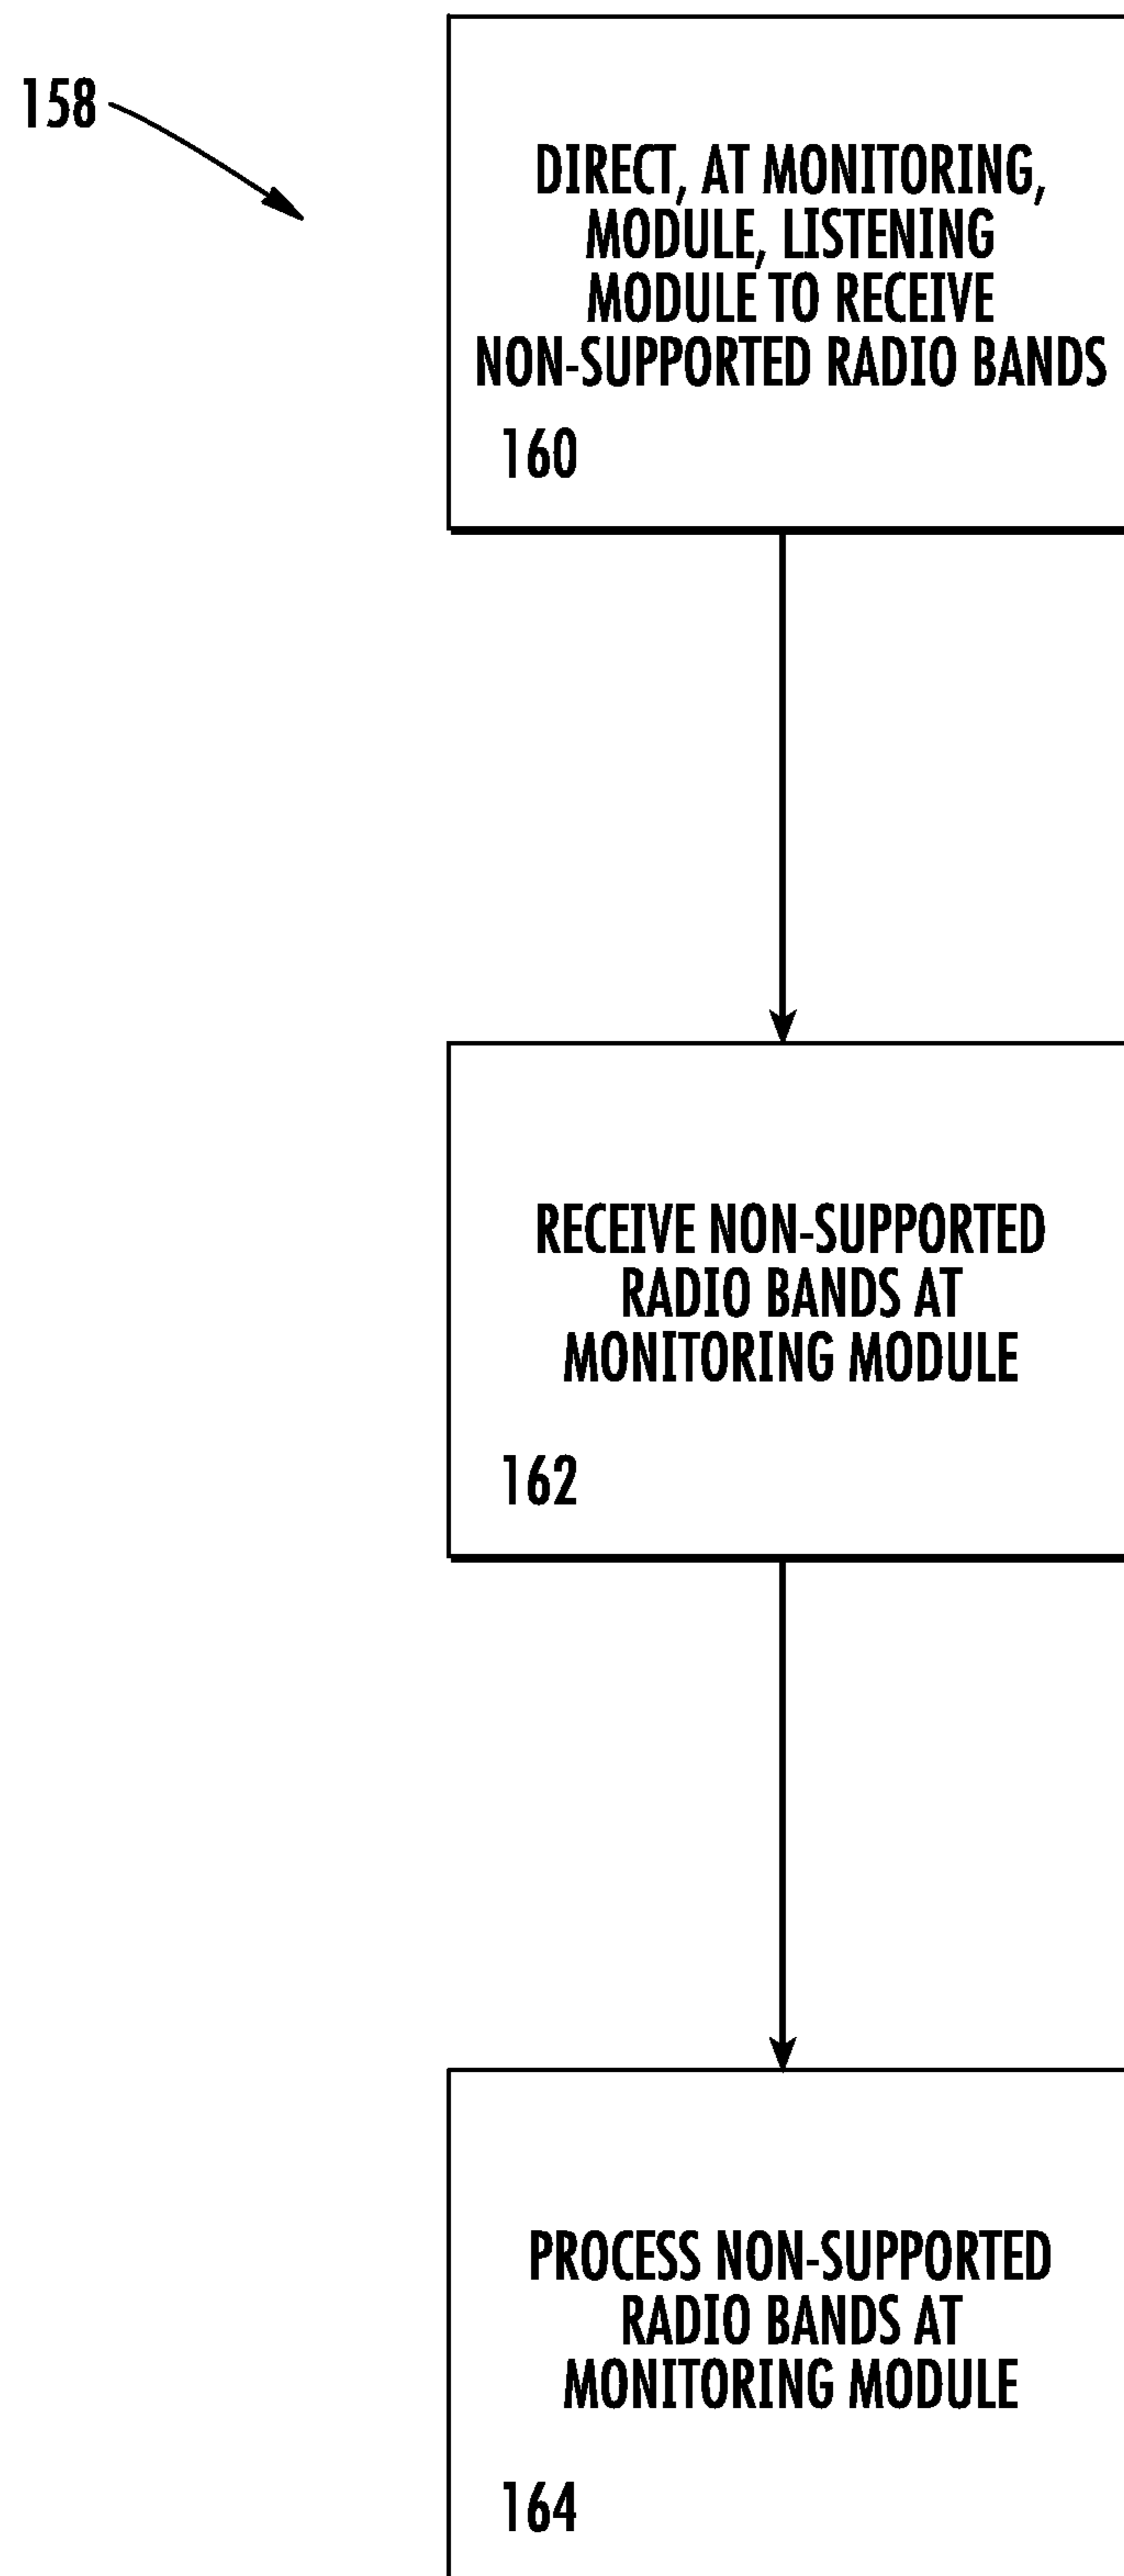 158
DIRECT, AT MONITORING,
MODULE, LISTENING
MODULE TO RECEIVE
NON-SUPPORTED RADIO BANDS
160
RECEIVE NON-SUPPORTED
RADIO BANDS AT
MONITORING MODULE
162
PROCESS NON-SUPPORTED
RADIO BANDS AT
MONITORING MODULE
164